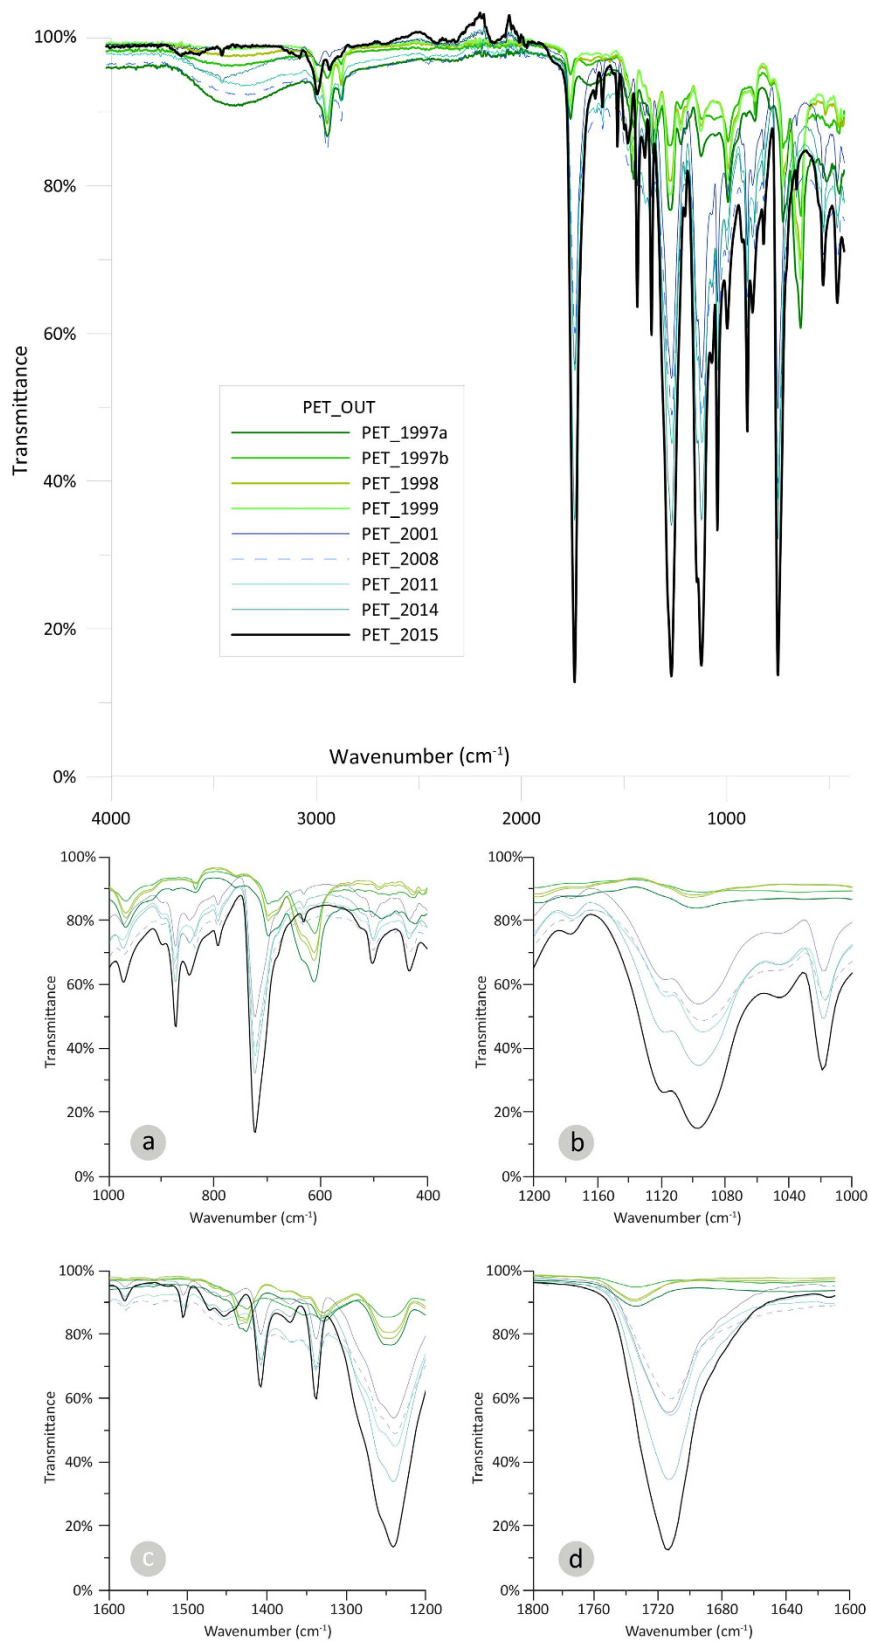 100%
80%
60%
40%
20%
0%
Transmittance
PET_OUT
PET_1997a
PET_1997b
PET_1998
PET_1999
PET_2001
PET_2008
PET_2011
PET_2014
PET_2015
Wavenumber (cm⁻¹)
4000 3000 2000 1000
100%
80%
60%
40%
20%
0%
Transmittance
a
1000 800 600 400
Wavenumber (cm⁻¹)
100%
80%
60%
40%
20%
0%
Transmittance
b
1200 1160 1120 1080 1040 1000
Wavenumber (cm⁻¹)
100%
80%
60%
40%
20%
0%
Transmittance
c
1600 1500 1400 1300 1200
Wavenumber (cm⁻¹)
100%
80%
60%
40%
20%
0%
Transmittance
d
1800 1760 1720 1680 1640 1600
Wavenumber (cm⁻¹)